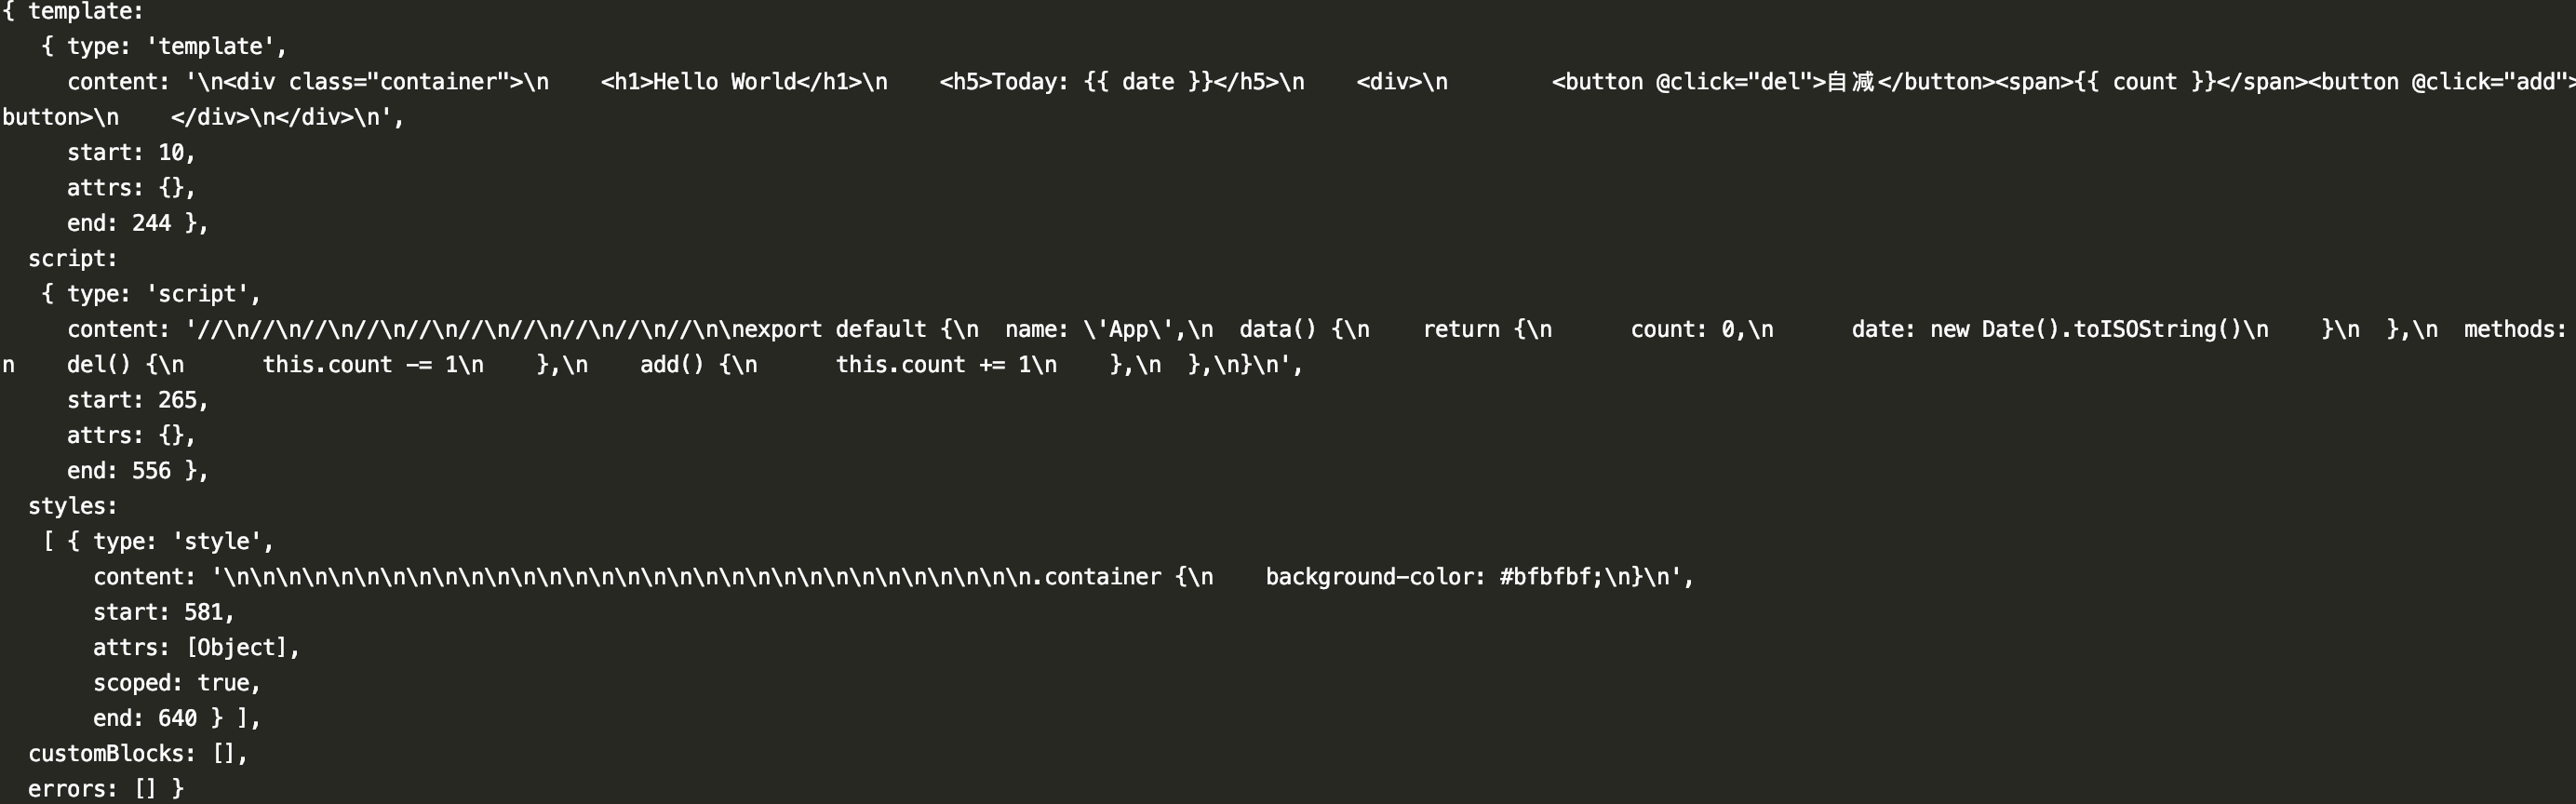 { template:
   { type: 'template',
     content: '\n<div class="container">\n    <h1>Hello World</h1>\n    <h5>Today: {{ date }}</h5>\n    <div>\n        <button @click="del">自减</button><span>{{ count }}</span><button @click="add">
button>\n    </div>\n</div>\n',
     start: 10,
     attrs: {},
     end: 244 },
  script:
   { type: 'script',
     content: '//\n//\n//\n//\n//\n//\n//\n//\n//\n//\n\nexport default {\n  name: \'App\',\n  data() {\n    return {\n      count: 0,\n      date: new Date().toISOString()\n    }\n  },\n  methods:
n    del() {\n      this.count -= 1\n    },\n    add() {\n      this.count += 1\n    },\n  },\n}\n',
     start: 265,
     attrs: {},
     end: 556 },
  styles:
   [ { type: 'style',
       content: '\n\n\n\n\n\n\n\n\n\n\n\n\n\n\n\n\n\n\n\n\n\n\n\n\n\n\n\n\n\n\n.container {\n    background-color: #bfbfbf;\n}\n',
       start: 581,
       attrs: [Object],
       scoped: true,
       end: 640 } ],
  customBlocks: [],
  errors: [] }